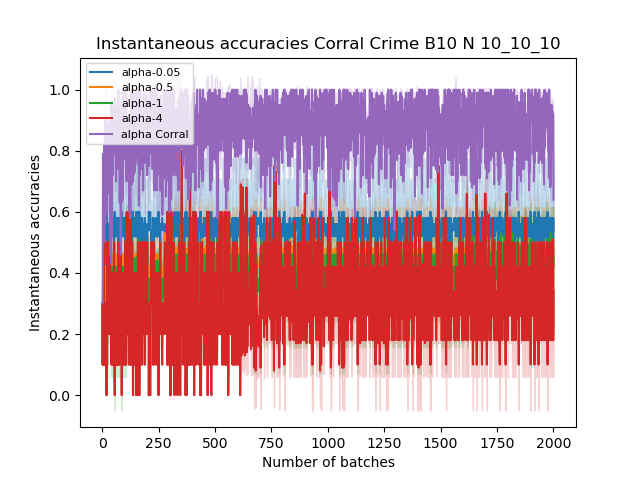 Instantaneous accuracies Corral Crime B10 N 10_10_10
alpha-0.05
alpha-0.5
alpha-1
alpha-4
alpha Corral
1.0
0.8
0.6
0.4
0.2
0.0
Instantaneous accuracies
0 250 500 750 1000 1250 1500 1750 2000
Number of batches